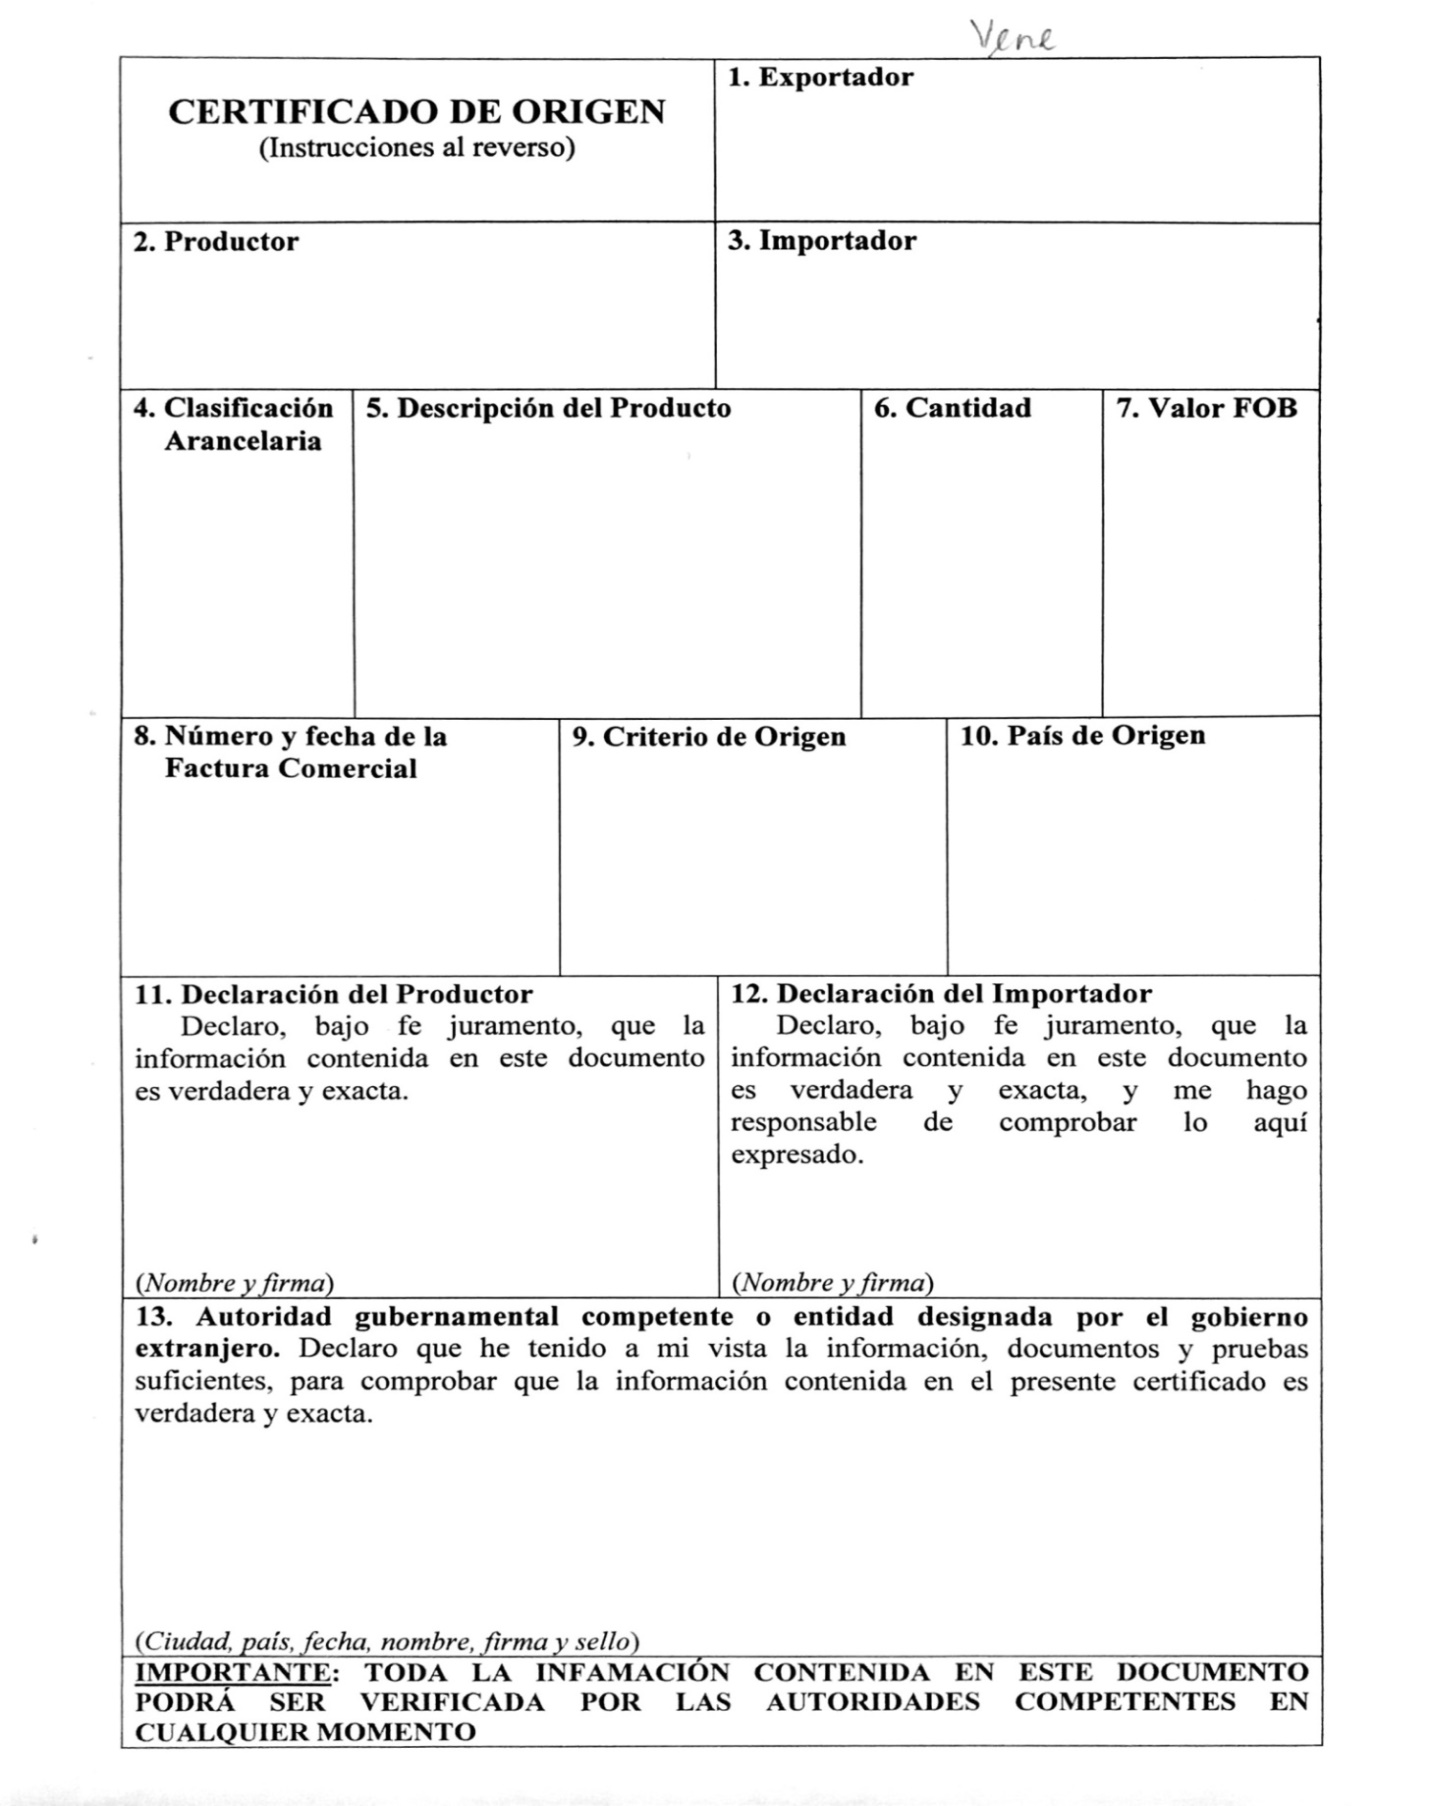 Vene
CERTIFICADO DE ORIGEN
(Instrucciones al reverso)
1. Exportador
2. Productor
3. Importador
4. Clasificación
Arancelaria
5. Descripción del Producto
6. Cantidad
7. Valor FOB
8. Número y fecha de la
Factura Comercial
9. Criterio de Origen
10. País de Origen
11. Declaración del Productor
Declaro, bajo fe juramento, que la
información contenida en este documento
es verdadera y exacta.
(Nombre y firma)
12. Declaración del Importador
Declaro, bajo fe juramento, que la
información contenida en este documento
es verdadera y exacta, y me hago
responsable de comprobar lo aquí
expresado.
(Nombre y firma)
13. Autoridad gubernamental competente o entidad designada por el gobierno
extranjero. Declaro que he tenido a mi vista la información, documentos y pruebas
suficientes, para comprobar que la información contenida en el presente certificado es
verdadera y exacta.
(Ciudad, país, fecha, nombre, firma y sello)
IMPORTANTE: TODA LA INFAMACIÓN CONTENIDA EN ESTE DOCUMENTO
PODRÁ SER VERIFICADA POR LAS AUTORIDADES COMPETENTES EN
CUALQUIER MOMENTO